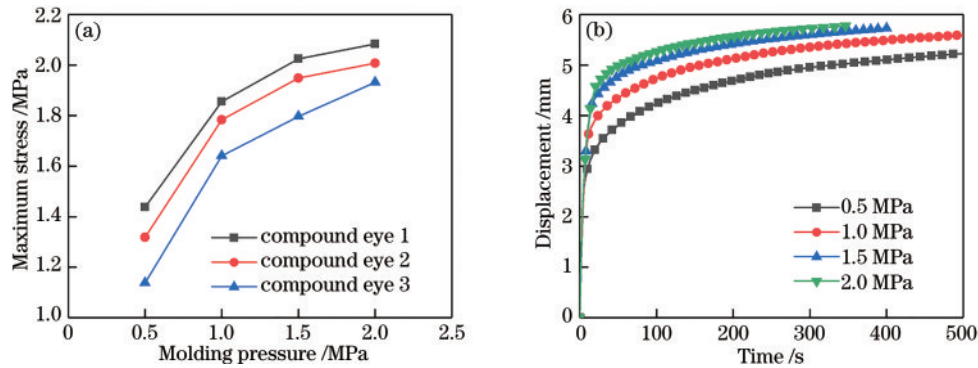 (a)
Maximum stress /MPa
2.2
2.0
1.8
1.6
1.4
1.2
1.0
compound eye 1
compound eye 2
compound eye 3
0 0.5 1.0 1.5 2.0 2.5
Molding pressure /MPa
(b)
Displacement /mm
6
5
4
3
2
1
0
0.5 MPa
1.0 MPa
1.5 MPa
2.0 MPa
0 100 200 300 400 500
Time /s